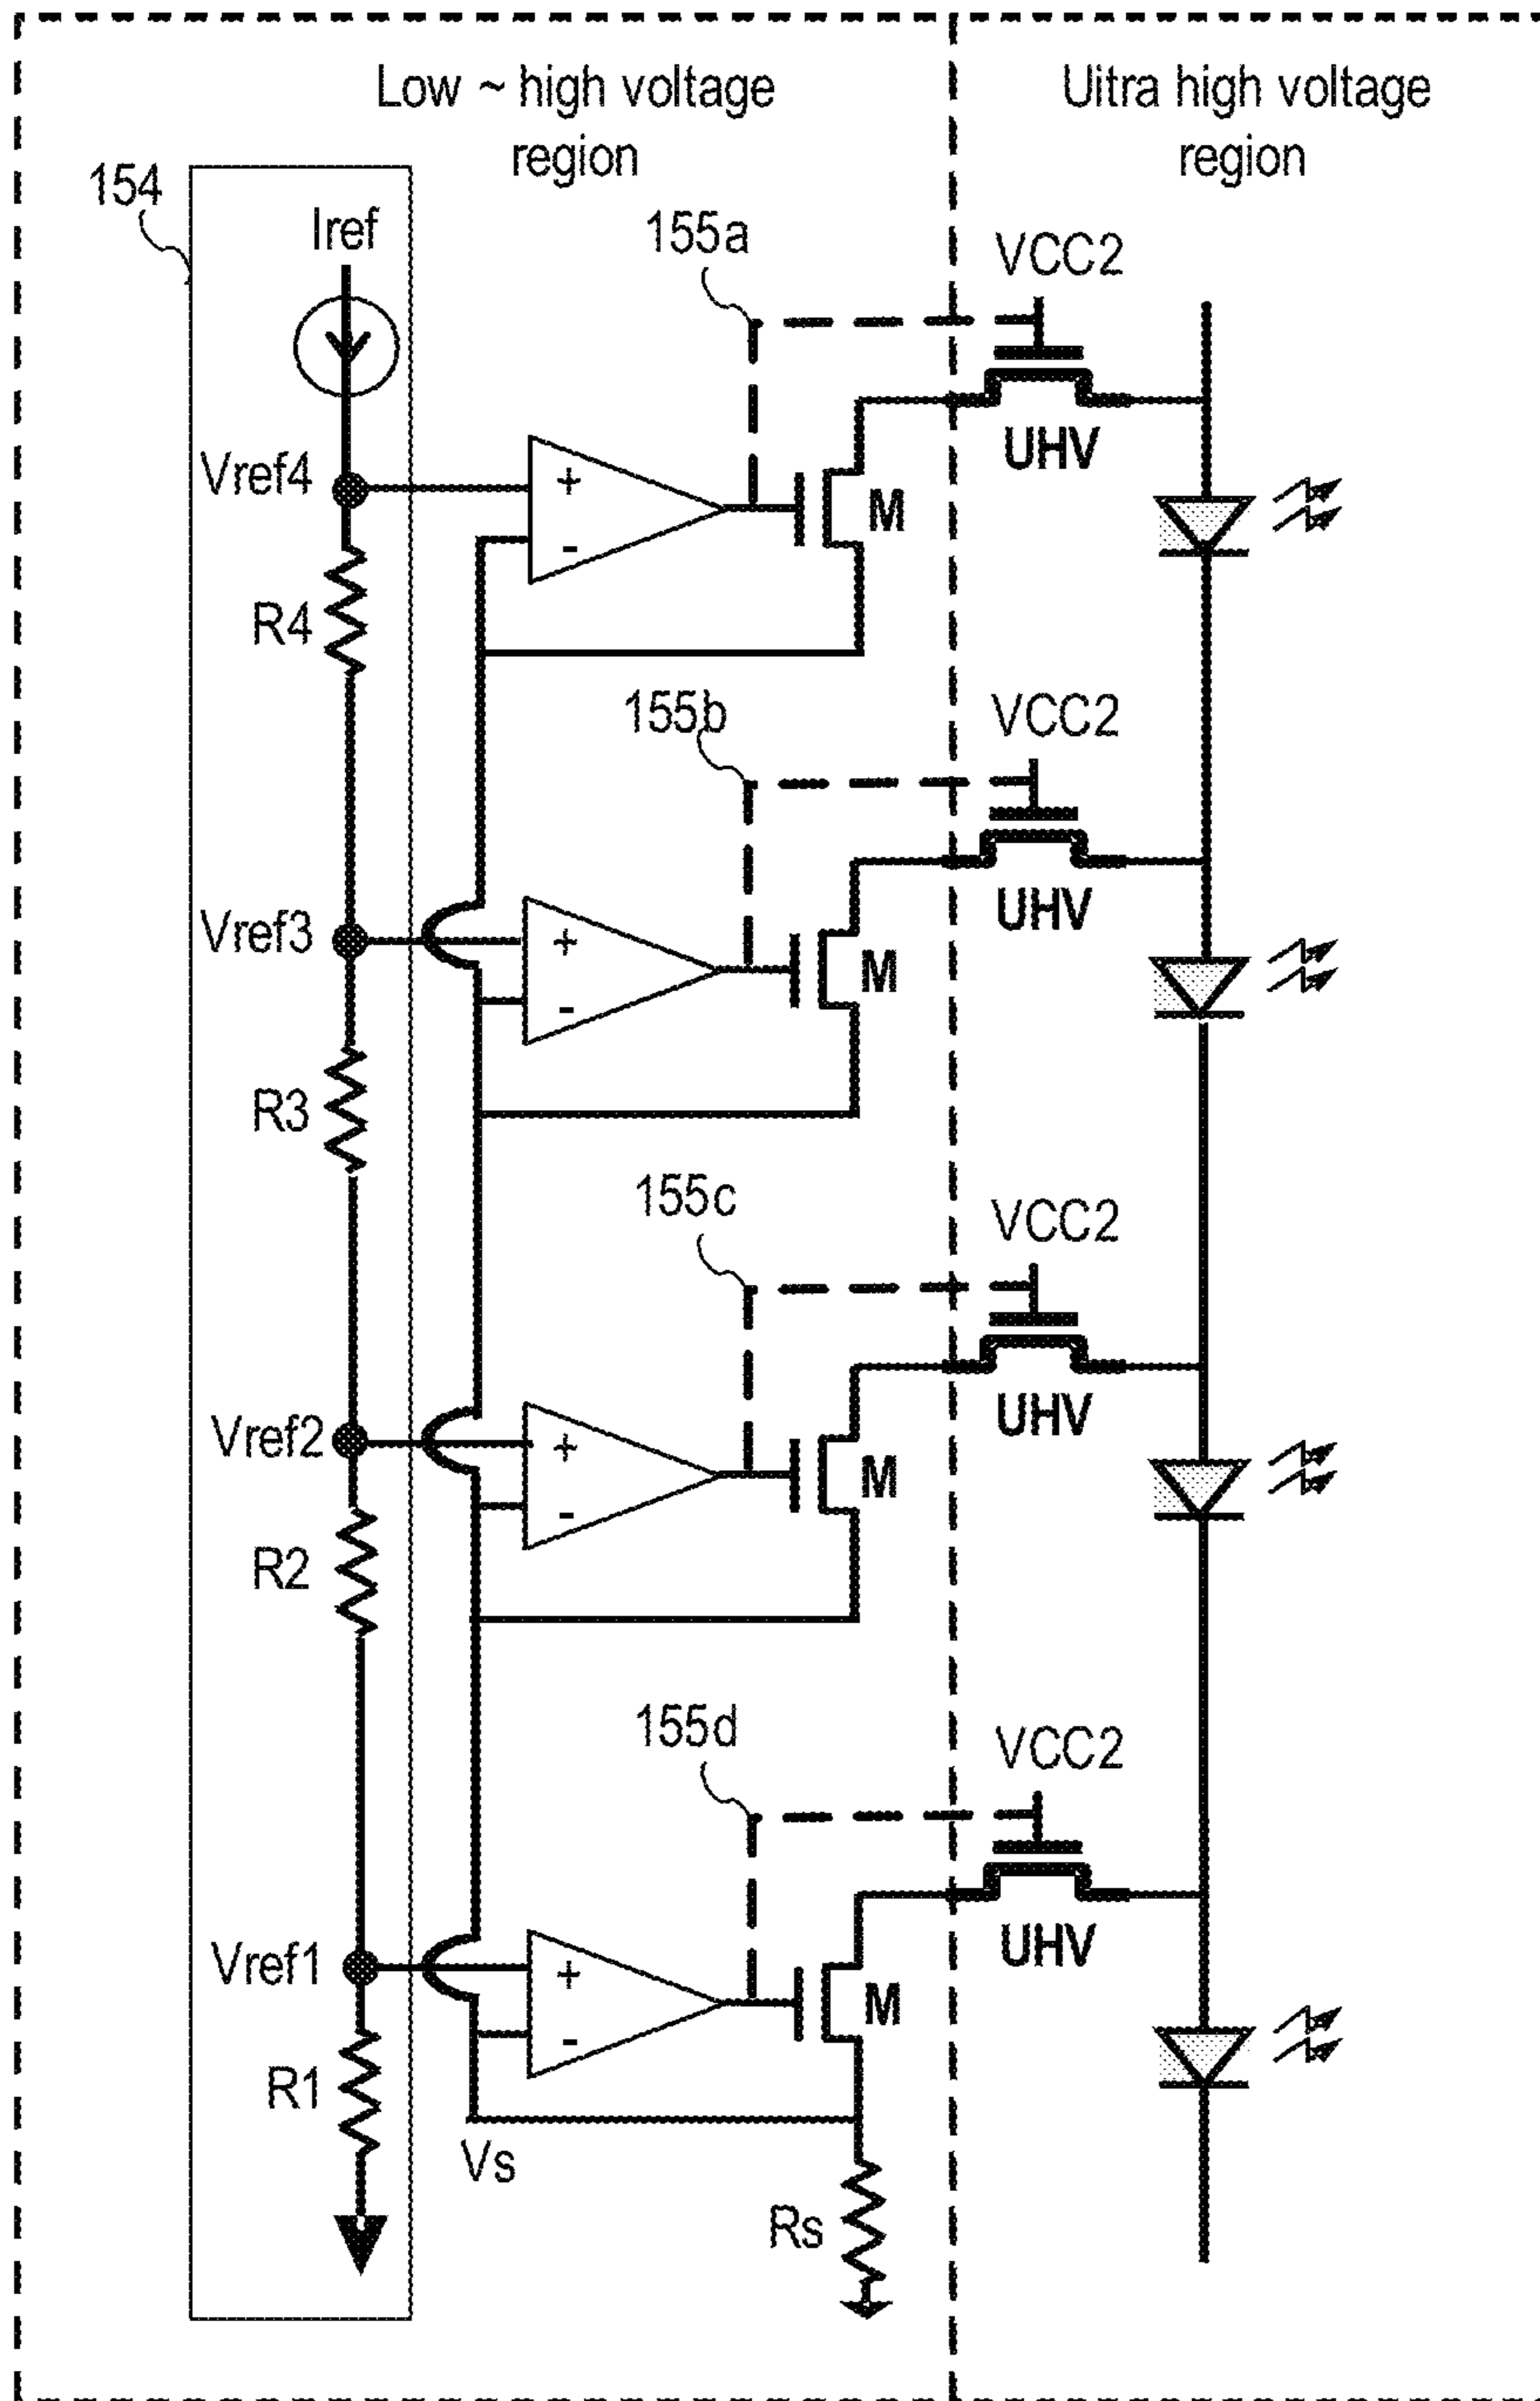 Low ~ high voltage
region
Uitra high voltage
region
154
Iref
155a
VCC2
UHV
Vref4
+
-
M
R4
155b
VCC2
UHV
Vref3
+
-
M
R3
155c
VCC2
UHV
Vref2
+
-
M
R2
155d
VCC2
UHV
Vref1
+
-
M
R1
Vs
Rs